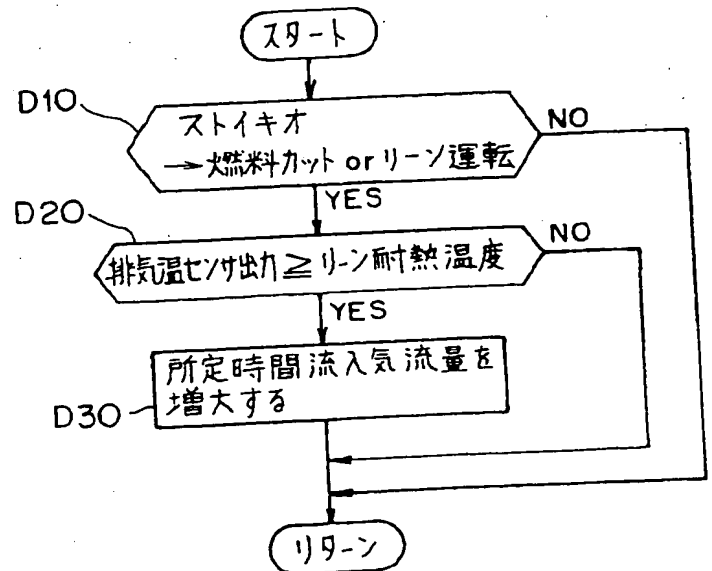 スタート
D10
ストイキオ
NO
→燃料カット or リーン運転
YES
D20
NO
排気温センサ出力≧リーン耐熱温度
YES
所定時間流入気流量を
増大する
D30
リターン